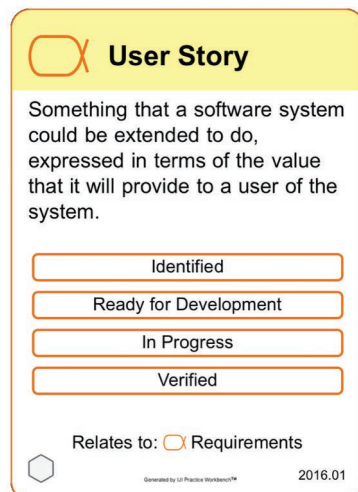 User Story
Something that a software system
could be extended to do,
expressed in terms of the value
that it will provide to a user of the
system.
Identified
Ready for Development
In Progress
Verified
Relates to: Requirements
Generated by IJI Practice Workbench™
2016.01